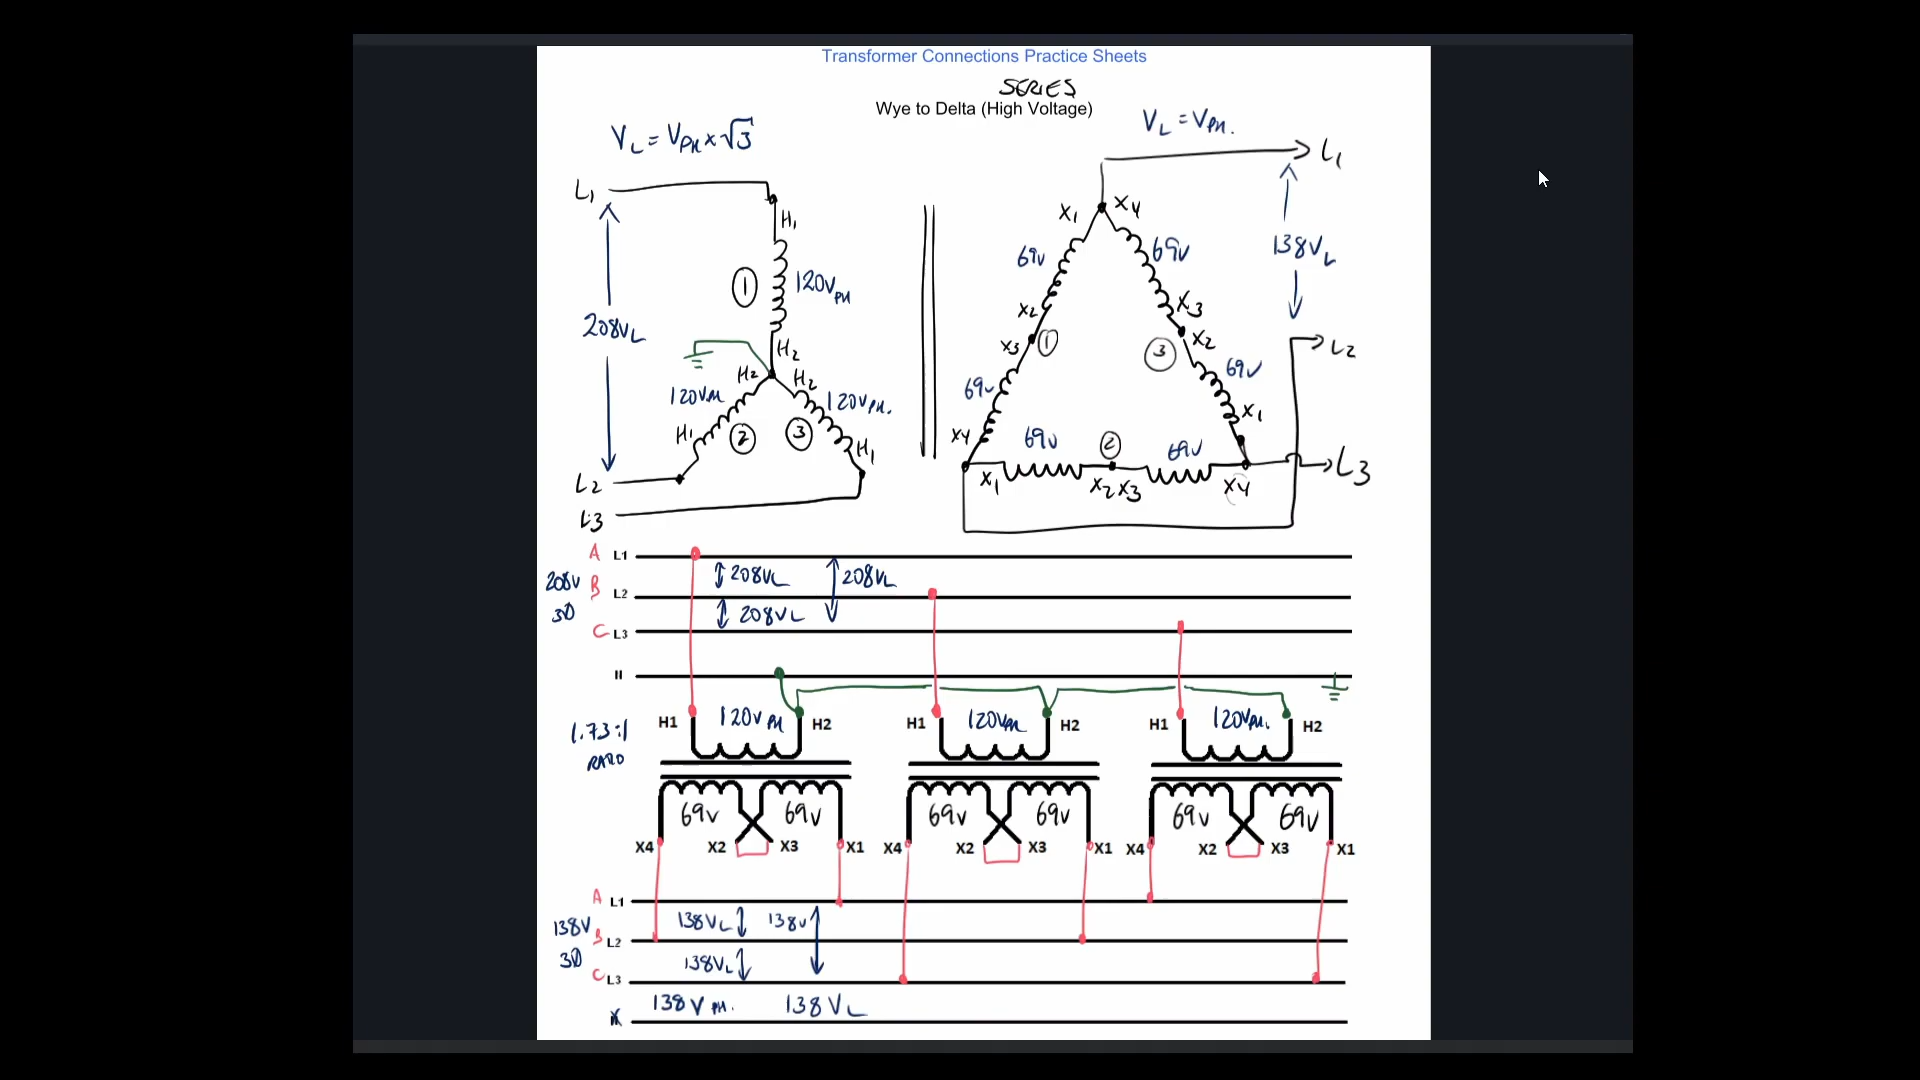 Transformer Connections Practice Sheets
SERIES
Wye to Delta (High Voltage)
VL = VPH x √3
VL = VPH.
L1
H1
1
120VPH
208VL
H2
H2
H2
120VPH
120VPH.
H1
2
3
H1
L2
L3
L1
X1
X4
69V
69V
138VL
X2
X3
X3
1
3
X2
L2
69V
69V
X1
X4
69V
2
69V
L3
X1
X2 X3
X4
A L1
208VL
208VL
208V
3Ø
B L2
208VL
C L3
1.73:1
RATIO
H1 120VPH H2
H1 120VPH H2
H1 120VPH. H2
69V 69V
69V 69V
69V 69V
X4 X2 X3 X1
X4 X2 X3 X1
X4 X2 X3 X1
A L1
138V
3Ø
138VL
138V
B L2
138VL
C L3
138VPH. 138VL
X